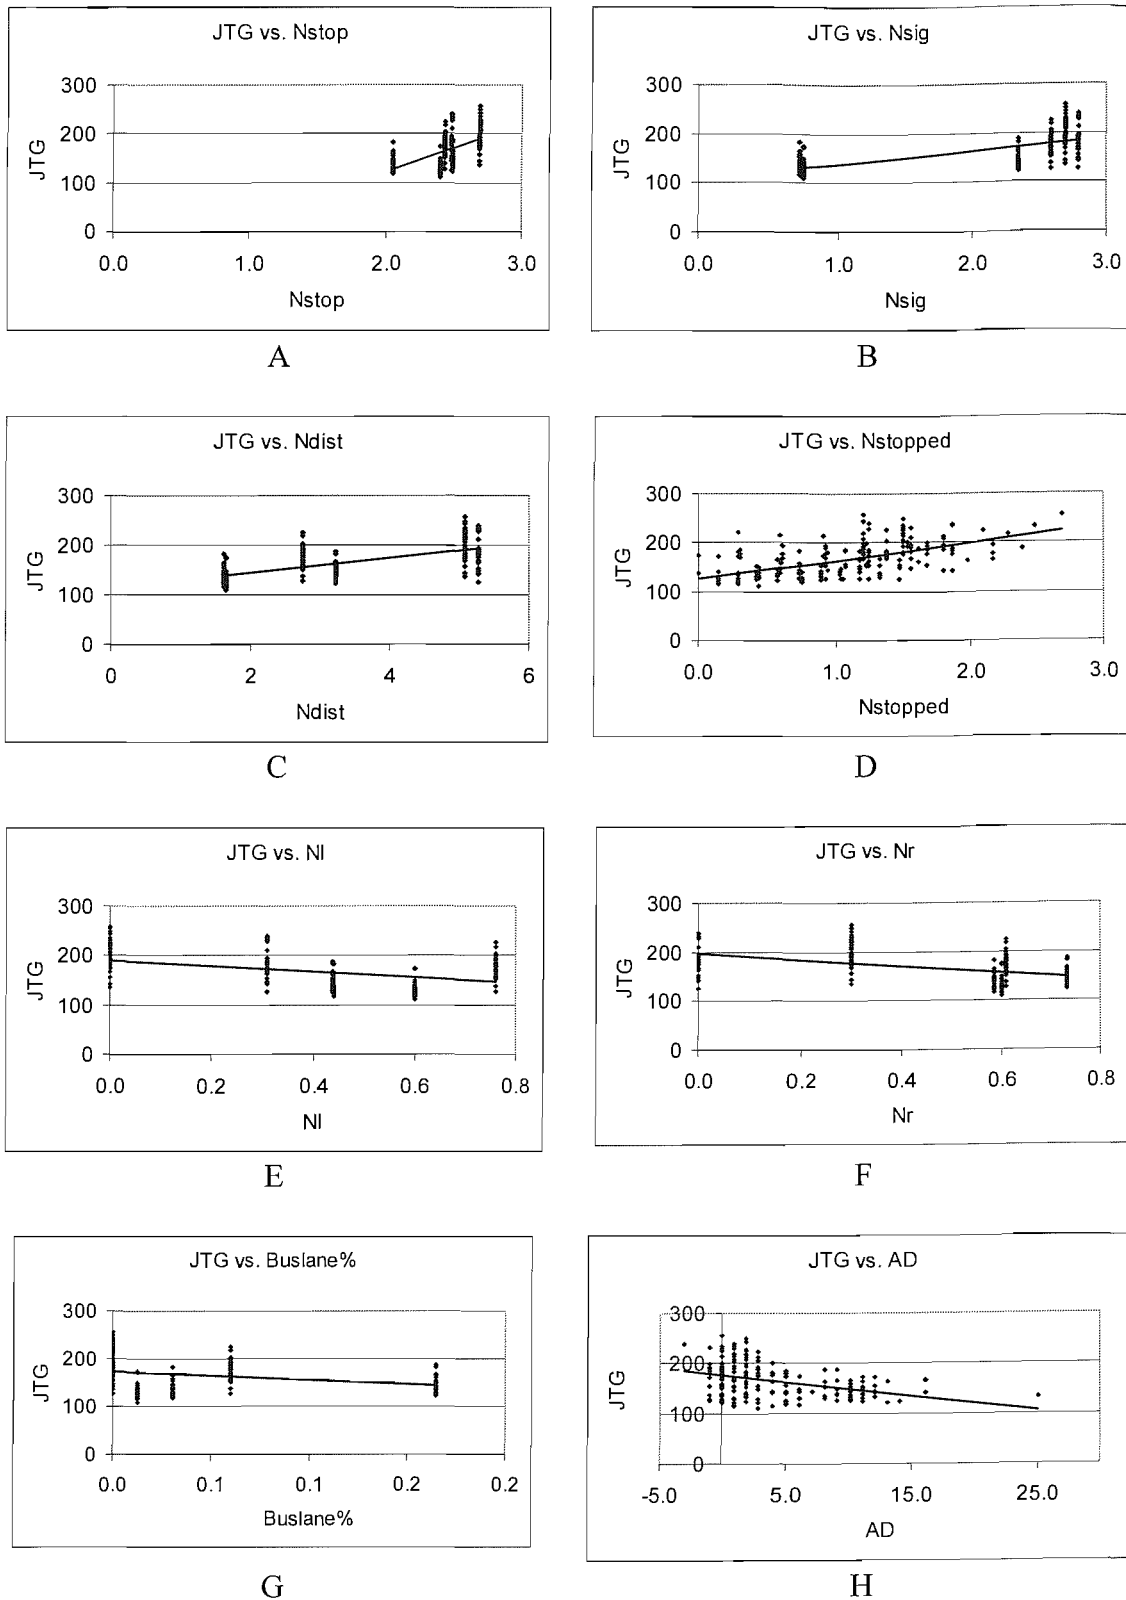 JTG vs. Nstop
JTG
300
200
100
0
0.0 1.0 2.0 3.0
Nstop
A
JTG vs. Nsig
JTG
300
200
100
0
0.0 1.0 2.0 3.0
Nsig
B
JTG vs. Ndist
JTG
300
200
100
0
0 2 4 6
Ndist
C
JTG vs. Nstopped
JTG
300
200
100
0
0.0 1.0 2.0 3.0
Nstopped
D
JTG vs. Nl
JTG
300
200
100
0
0.0 0.2 0.4 0.6 0.8
Nl
E
JTG vs. Nr
JTG
300
200
100
0
0.0 0.2 0.4 0.6 0.8
Nr
F
JTG vs. Buslane%
JTG
300
200
100
0
0.0 0.1 0.1 0.2 0.2
Buslane%
G
JTG vs. AD
JTG
300
200
100
0
-5.0 5.0 15.0 25.0
AD
H